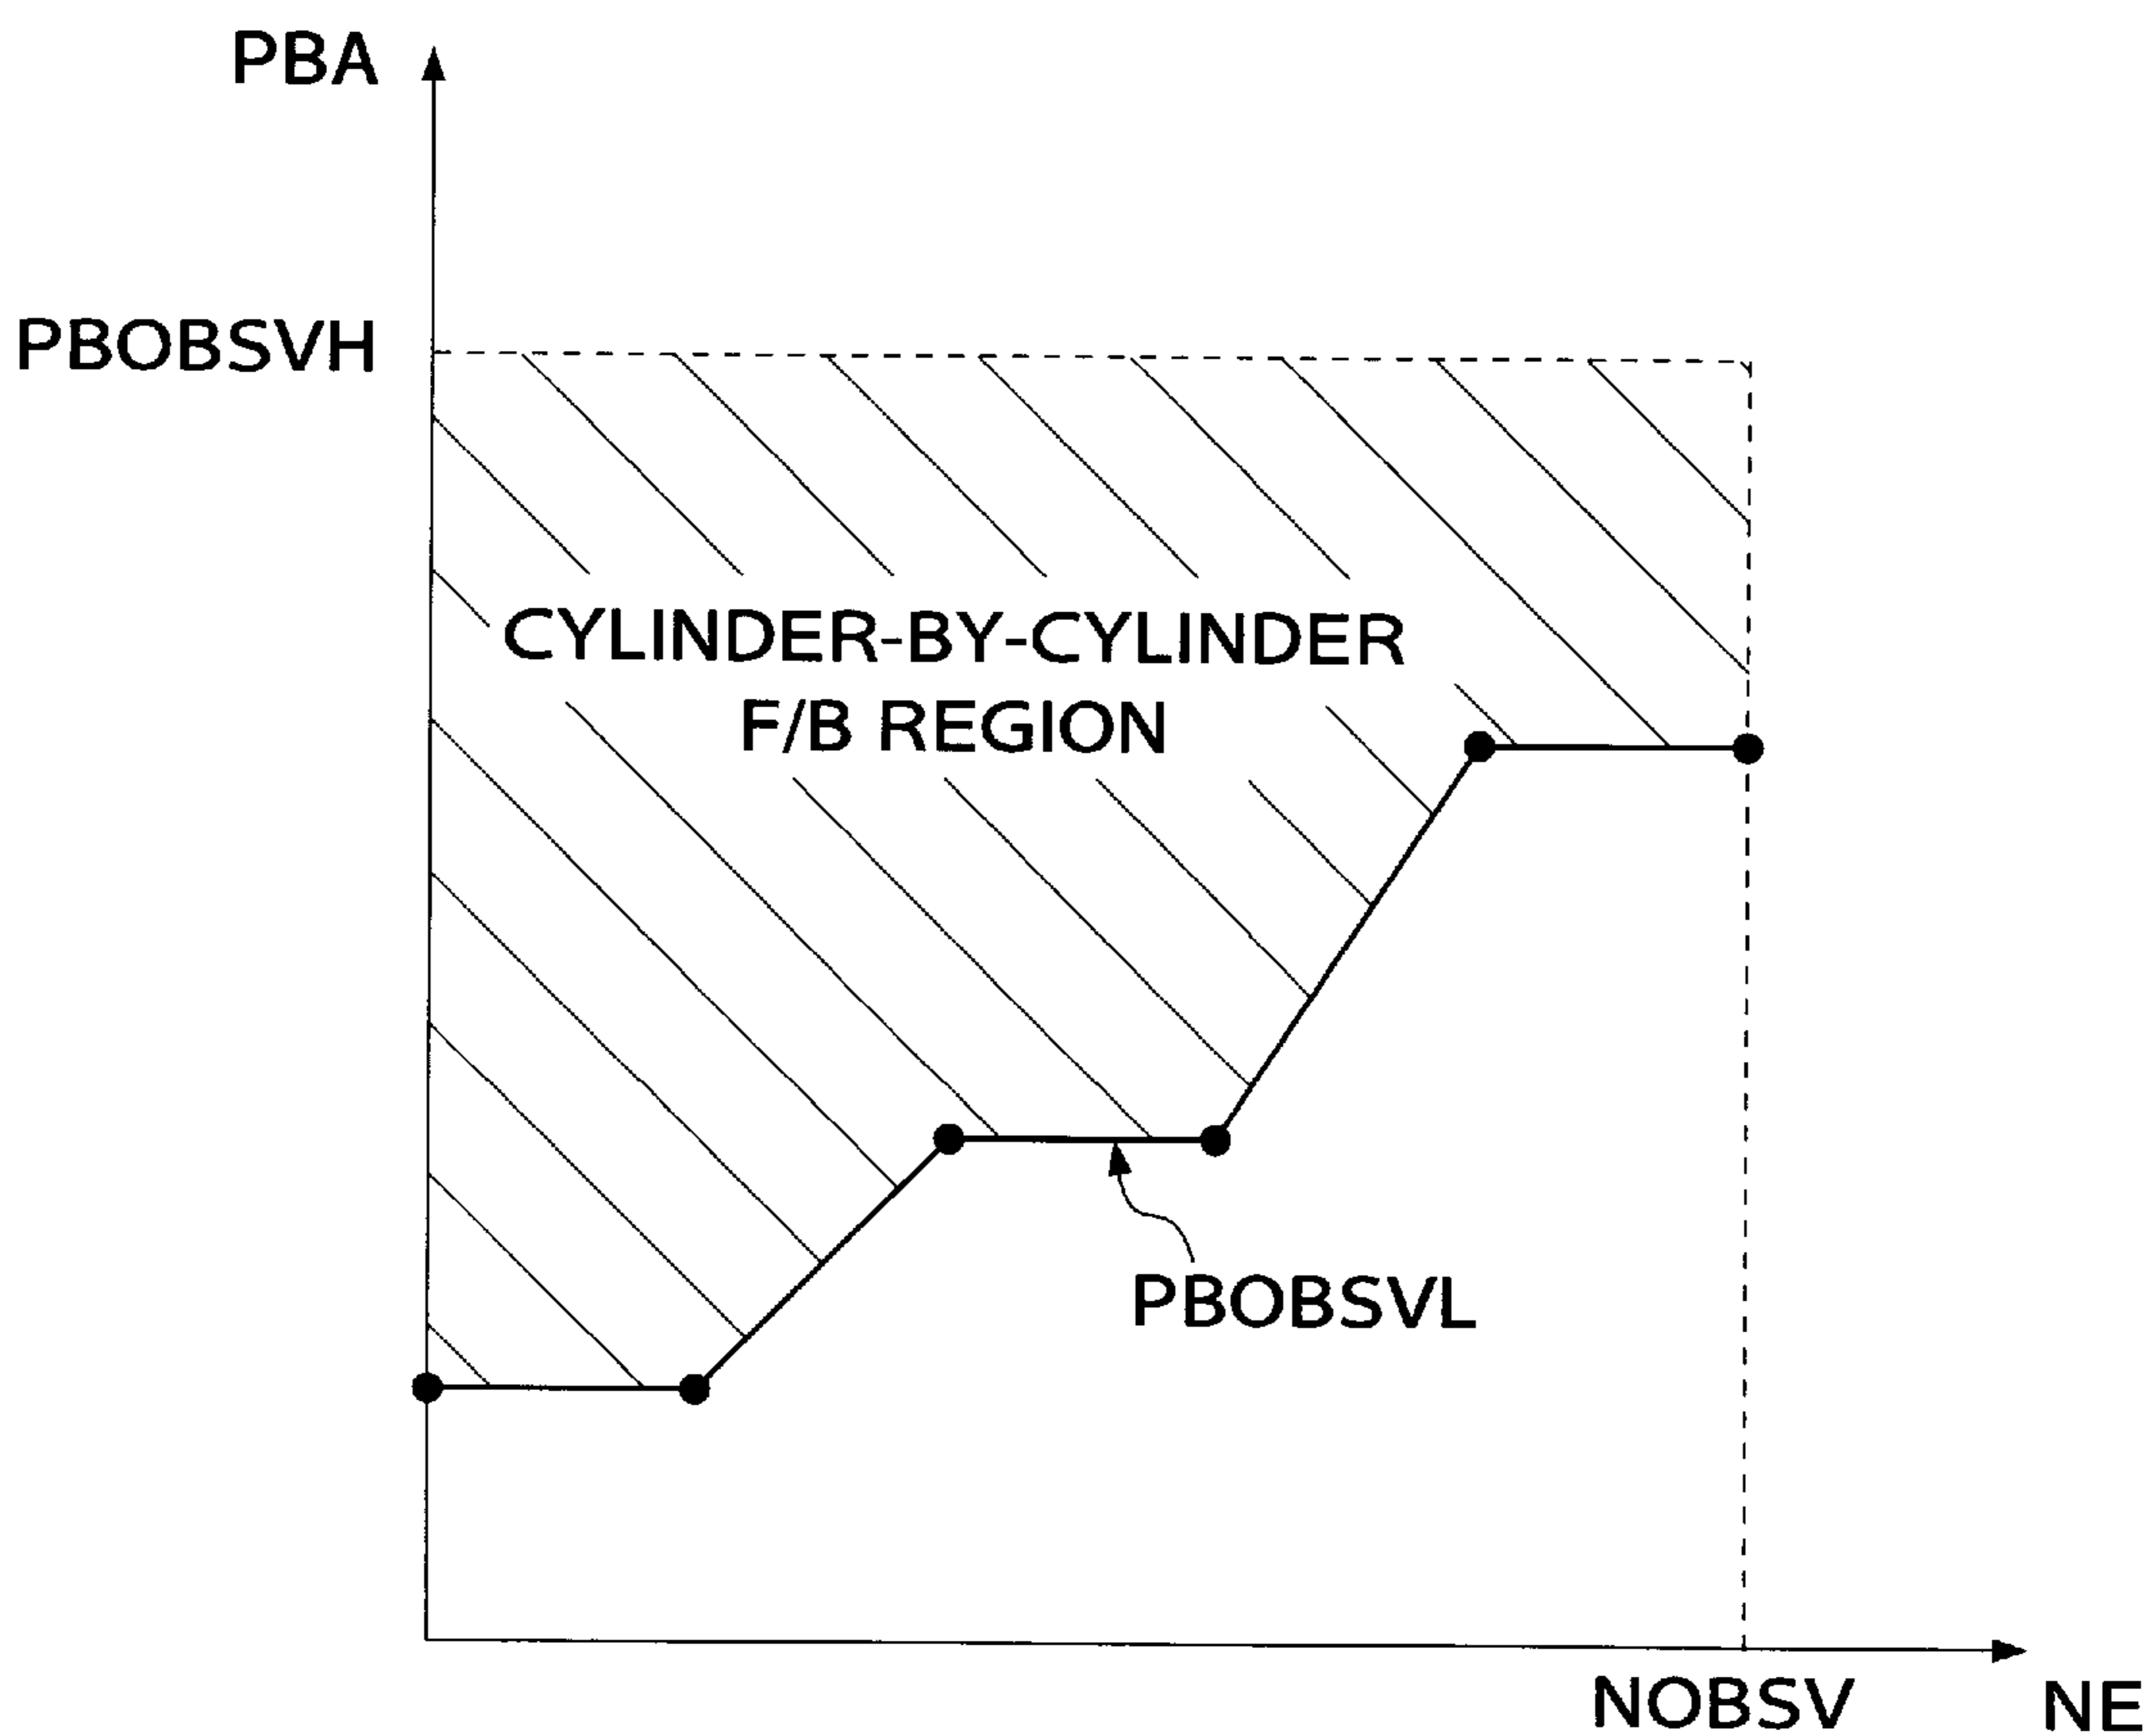 PBA
PBOBSVH
CYLINDER-BY-CYLINDER
F/B REGION
PBOBSVL
NOBSV
NE